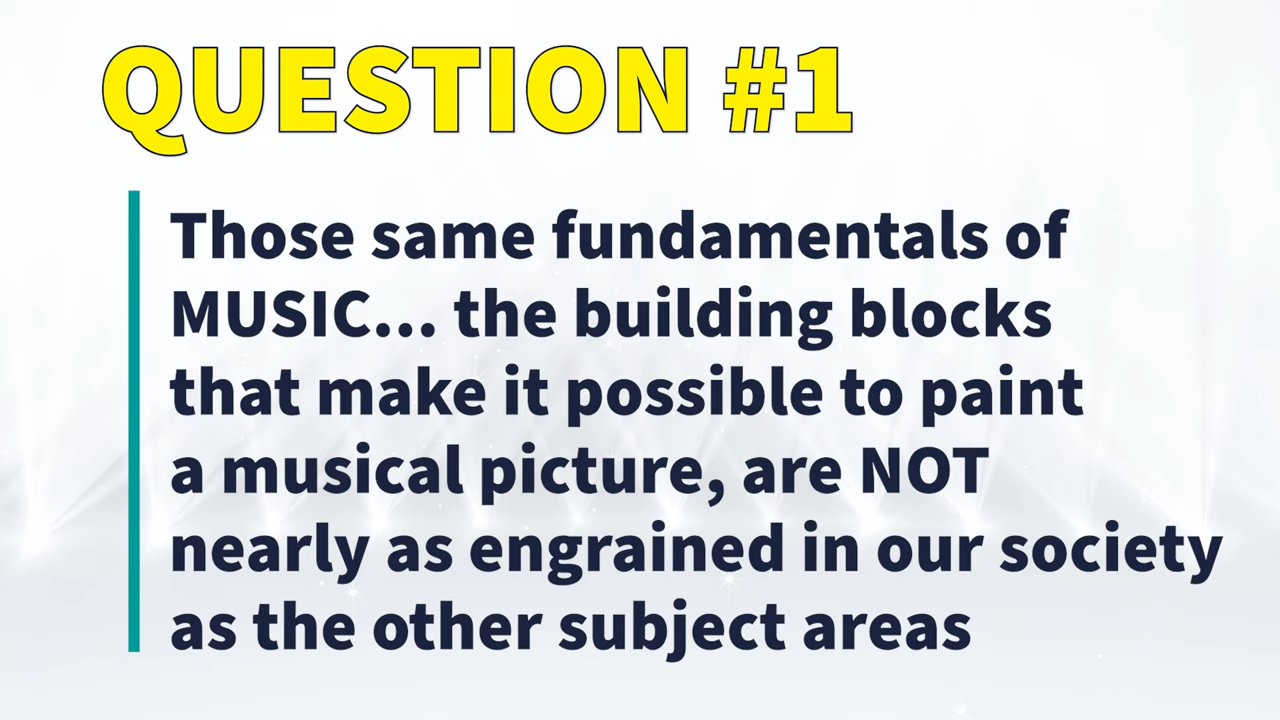 QUESTION #1
Those same fundamentals of
MUSIC... the building blocks
that make it possible to paint
a musical picture, are NOT
nearly as engrained in our society
as the other subject areas